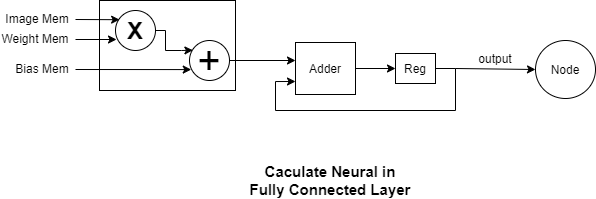 Image Mem
Weight Mem
Bias Mem
X
+
Adder
Reg
output
Node
Caculate Neural in
Fully Connected Layer